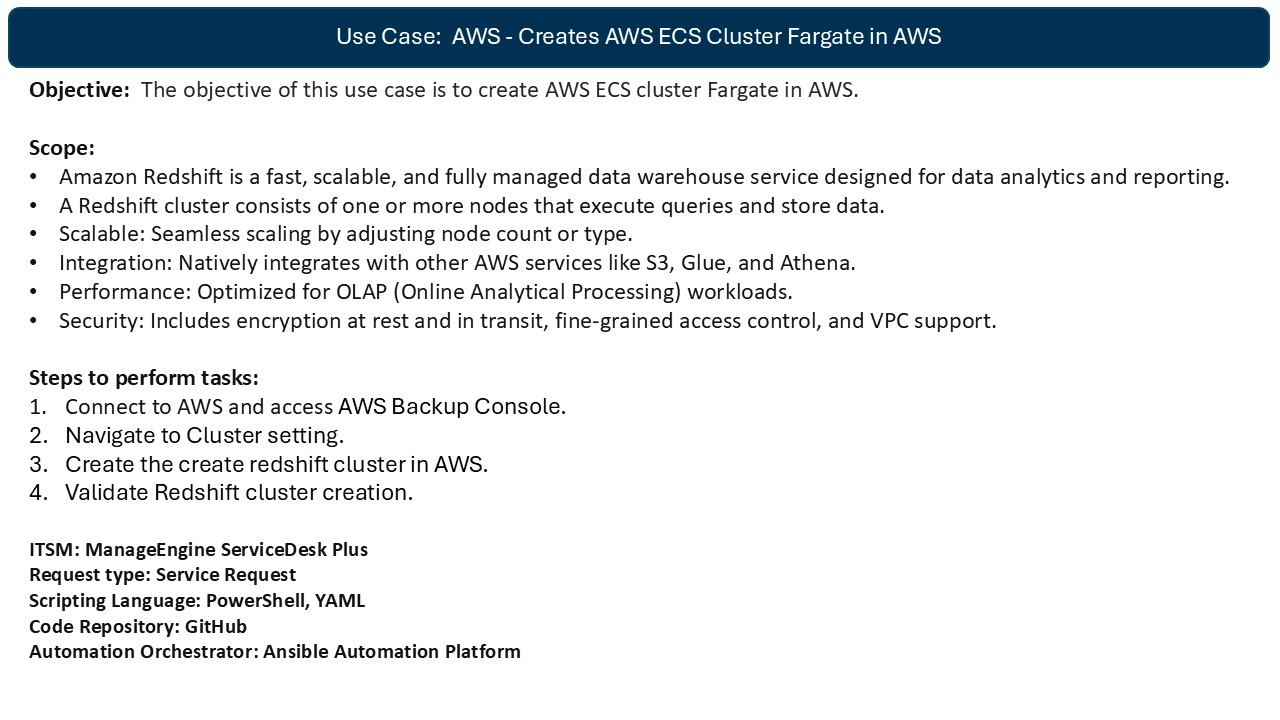 Use Case:  AWS - Creates AWS ECS Cluster Fargate in AWS
Objective:  The objective of this use case is to create AWS ECS cluster Fargate in AWS.
Scope:
• Amazon Redshift is a fast, scalable, and fully managed data warehouse service designed for data analytics and reporting.
• A Redshift cluster consists of one or more nodes that execute queries and store data.
• Scalable: Seamless scaling by adjusting node count or type.
• Integration: Natively integrates with other AWS services like S3, Glue, and Athena.
• Performance: Optimized for OLAP (Online Analytical Processing) workloads.
• Security: Includes encryption at rest and in transit, fine-grained access control, and VPC support.
Steps to perform tasks:
1. Connect to AWS and access AWS Backup Console.
2. Navigate to Cluster setting.
3. Create the create redshift cluster in AWS.
4. Validate Redshift cluster creation.
ITSM: ManageEngine ServiceDesk Plus
Request type: Service Request
Scripting Language: PowerShell, YAML
Code Repository: GitHub
Automation Orchestrator: Ansible Automation Platform